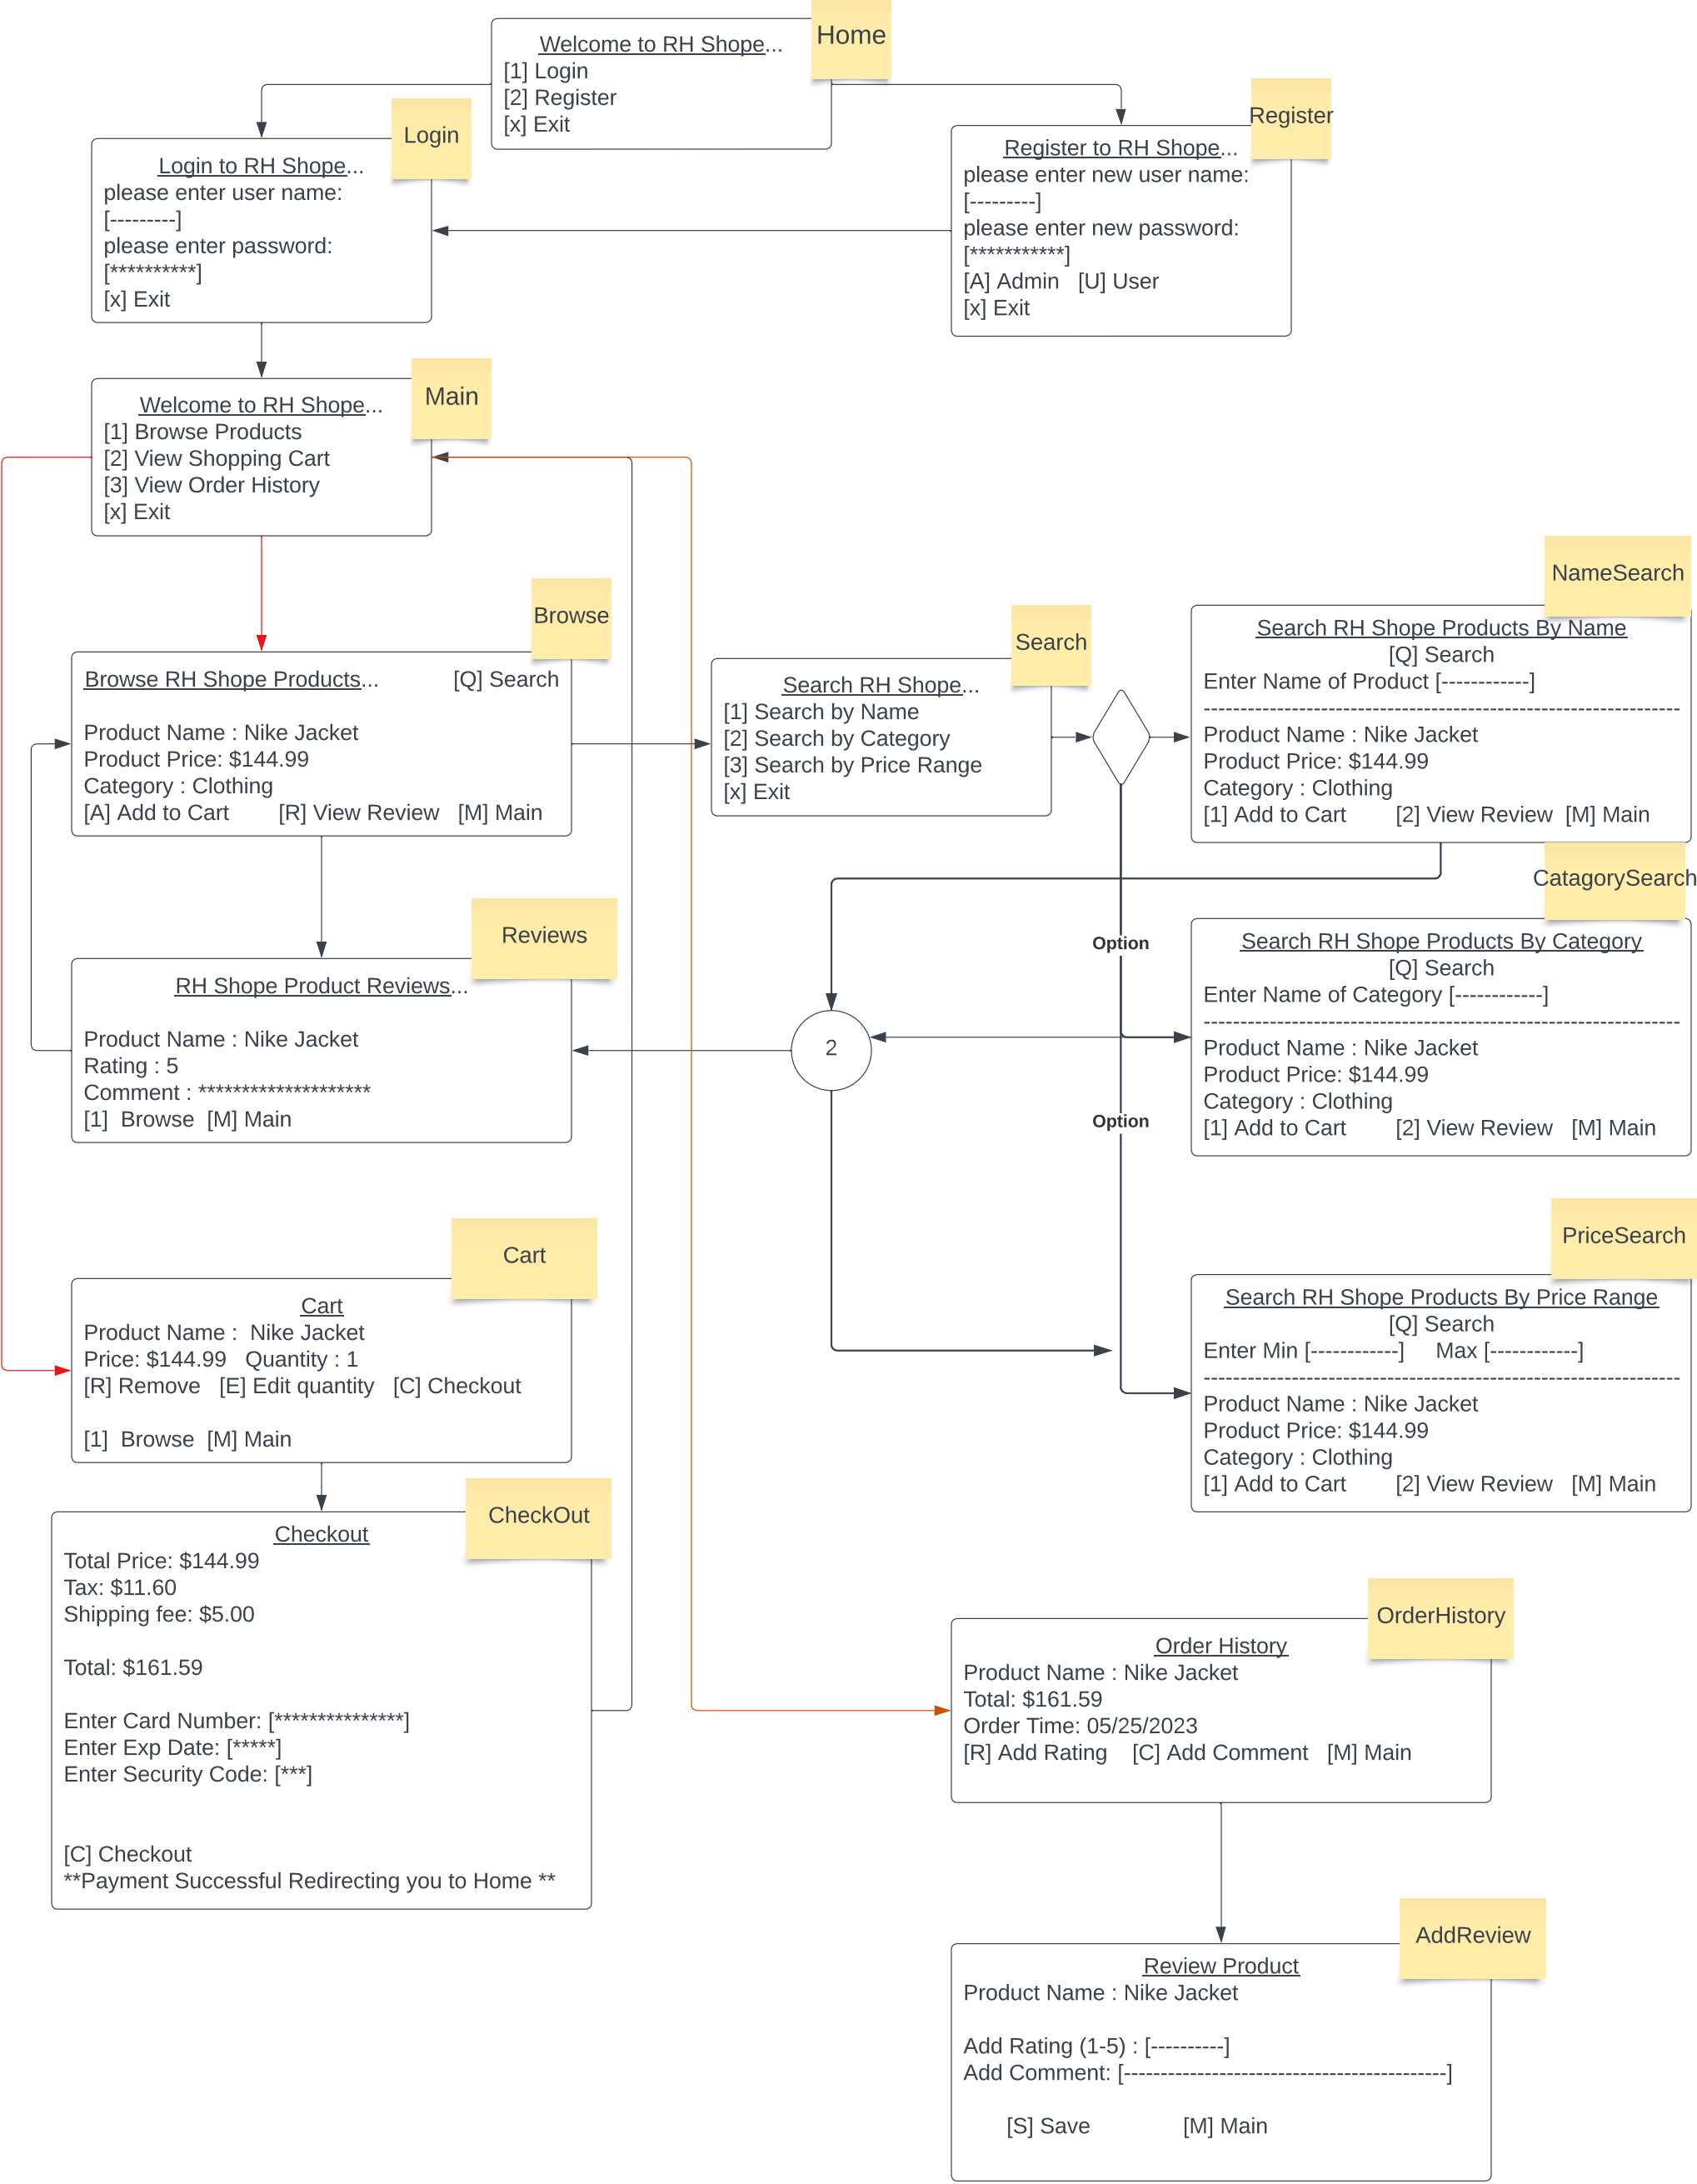 Home
Welcome to RH Shope...
[1] Login
[2] Register
[x] Exit
Login
Login to RH Shope...
please enter user name:
[---------]
please enter password:
[**********]
[x] Exit
Register
Register to RH Shope...
please enter new user name:
[---------]
please enter new password:
[***********]
[A] Admin   [U] User
[x] Exit
Main
Welcome to RH Shope...
[1] Browse Products
[2] View Shopping Cart
[3] View Order History
[x] Exit
Browse
Browse RH Shope Products...            [Q] Search
Product Name : Nike Jacket
Product Price: $144.99
Category : Clothing
[A] Add to Cart        [R] View Review   [M] Main
Search
Search RH Shope...
[1] Search by Name
[2] Search by Category
[3] Search by Price Range
[x] Exit
NameSearch
Search RH Shope Products By Name
[Q] Search
Enter Name of Product [------------]
-----------------------------------------------------------------
Product Name : Nike Jacket
Product Price: $144.99
Category : Clothing
[1] Add to Cart        [2] View Review  [M] Main
Reviews
RH Shope Product Reviews...
Product Name : Nike Jacket
Rating : 5
Comment : ********************
[1]  Browse  [M] Main
2
Option
Option
CatagorySearch
Search RH Shope Products By Category
[Q] Search
Enter Name of Category [------------]
-----------------------------------------------------------------
Product Name : Nike Jacket
Product Price: $144.99
Category : Clothing
[1] Add to Cart        [2] View Review   [M] Main
PriceSearch
Search RH Shope Products By Price Range
[Q] Search
Enter Min [------------]     Max [------------]
-----------------------------------------------------------------
Product Name : Nike Jacket
Product Price: $144.99
Category : Clothing
[1] Add to Cart        [2] View Review   [M] Main
Cart
Cart
Product Name :  Nike Jacket
Price: $144.99   Quantity : 1
[R] Remove   [E] Edit quantity   [C] Checkout
[1]  Browse  [M] Main
CheckOut
Checkout
Total Price: $144.99
Tax: $11.60
Shipping fee: $5.00
Total: $161.59
Enter Card Number: [***************]
Enter Exp Date: [*****]
Enter Security Code: [***]
[C] Checkout
**Payment Successful Redirecting you to Home **
OrderHistory
Order History
Product Name : Nike Jacket
Total: $161.59
Order Time: 05/25/2023
[R] Add Rating    [C] Add Comment   [M] Main
AddReview
Review Product
Product Name : Nike Jacket
Add Rating (1-5) : [----------]
Add Comment: [--------------------------------------------]
[S] Save               [M] Main